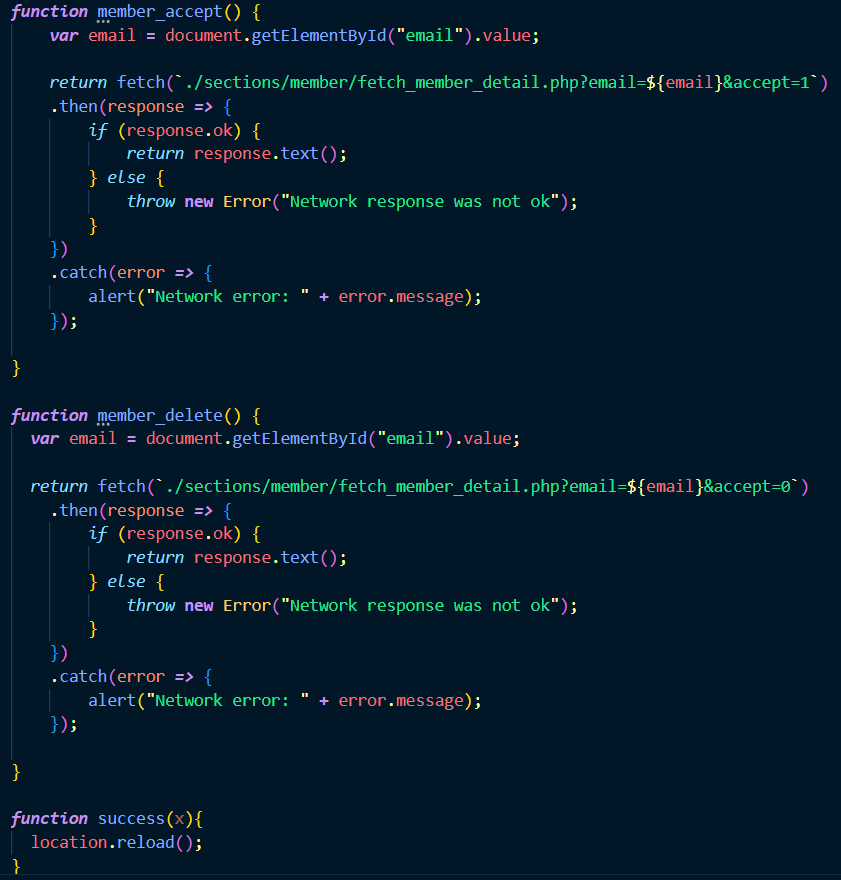 function member_accept() {
    var email = document.getElementById("email").value;

    return fetch(`./sections/member/fetch_member_detail.php?email=${email}&accept=1`)
    .then(response => {
        if (response.ok) {
            return response.text();
        } else {
            throw new Error("Network response was not ok");
        }
    })
    .catch(error => {
        alert("Network error: " + error.message);
    });

}

function member_delete() {
  var email = document.getElementById("email").value;

  return fetch(`./sections/member/fetch_member_detail.php?email=${email}&accept=0`)
    .then(response => {
        if (response.ok) {
            return response.text();
        } else {
            throw new Error("Network response was not ok");
        }
    })
    .catch(error => {
        alert("Network error: " + error.message);
    });

}

function success(x){
  location.reload();
}